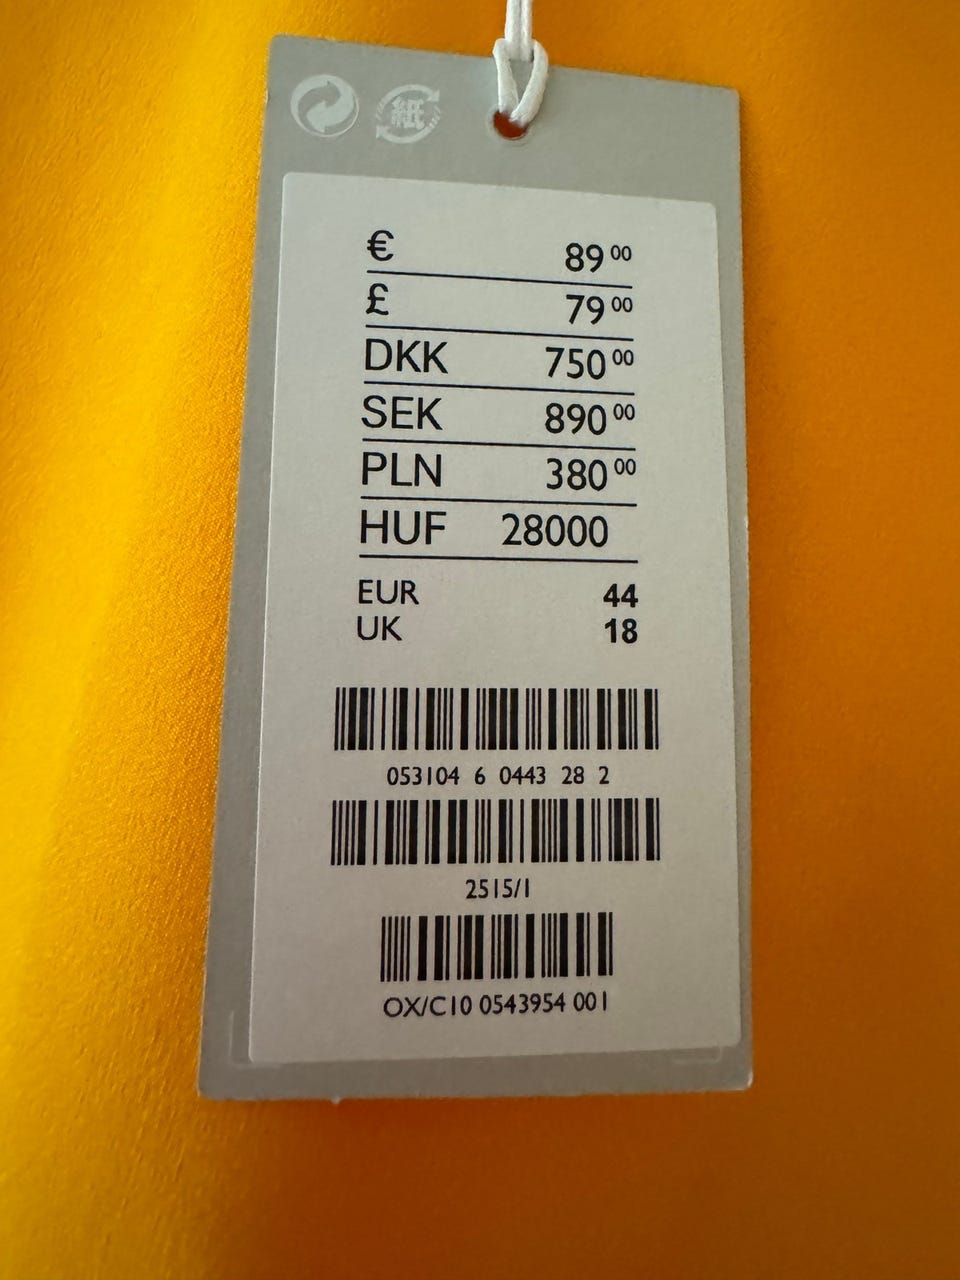 紙
€ 89 00
£ 79 00
DKK 750 00
SEK 890 00
PLN 380 00
HUF 28000
EUR 44
UK 18
053104 6 0443 28 2
2515/1
OX/C10 0543954 001